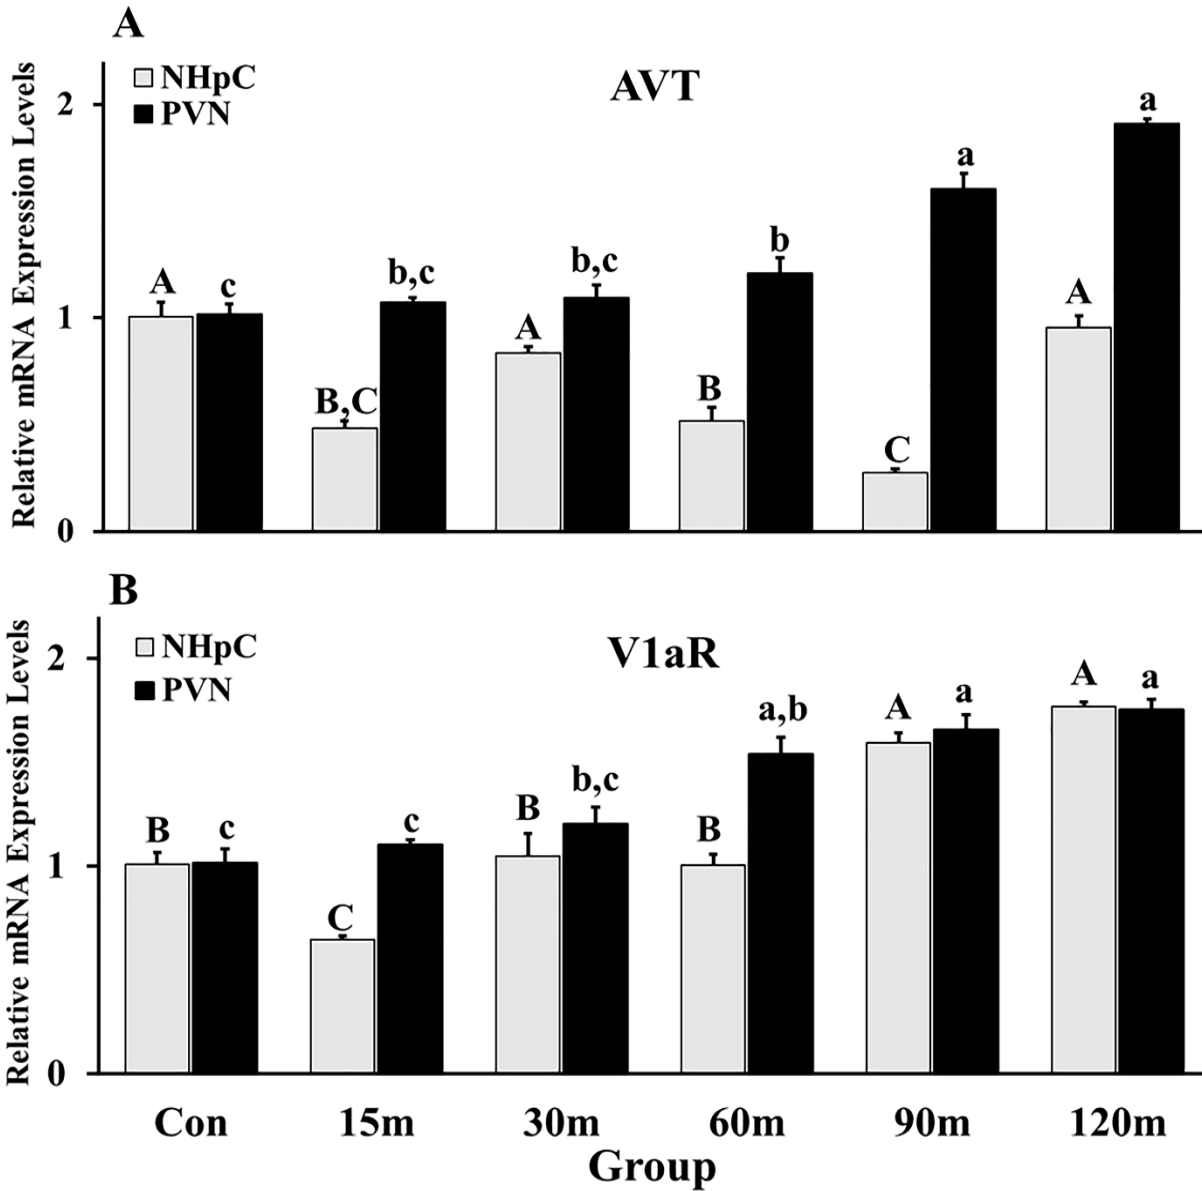 A
Relative mRNA Expression Levels
NHpC
PVN
AVT
2
1
0
A
c
B,C
b,c
A
b,c
B
b
C
a
A
a
B
Relative mRNA Expression Levels
NHpC
PVN
V1aR
2
1
0
B
c
C
c
B
b,c
B
a,b
A
a
A
a
Con 15m 30m 60m 90m 120m
Group